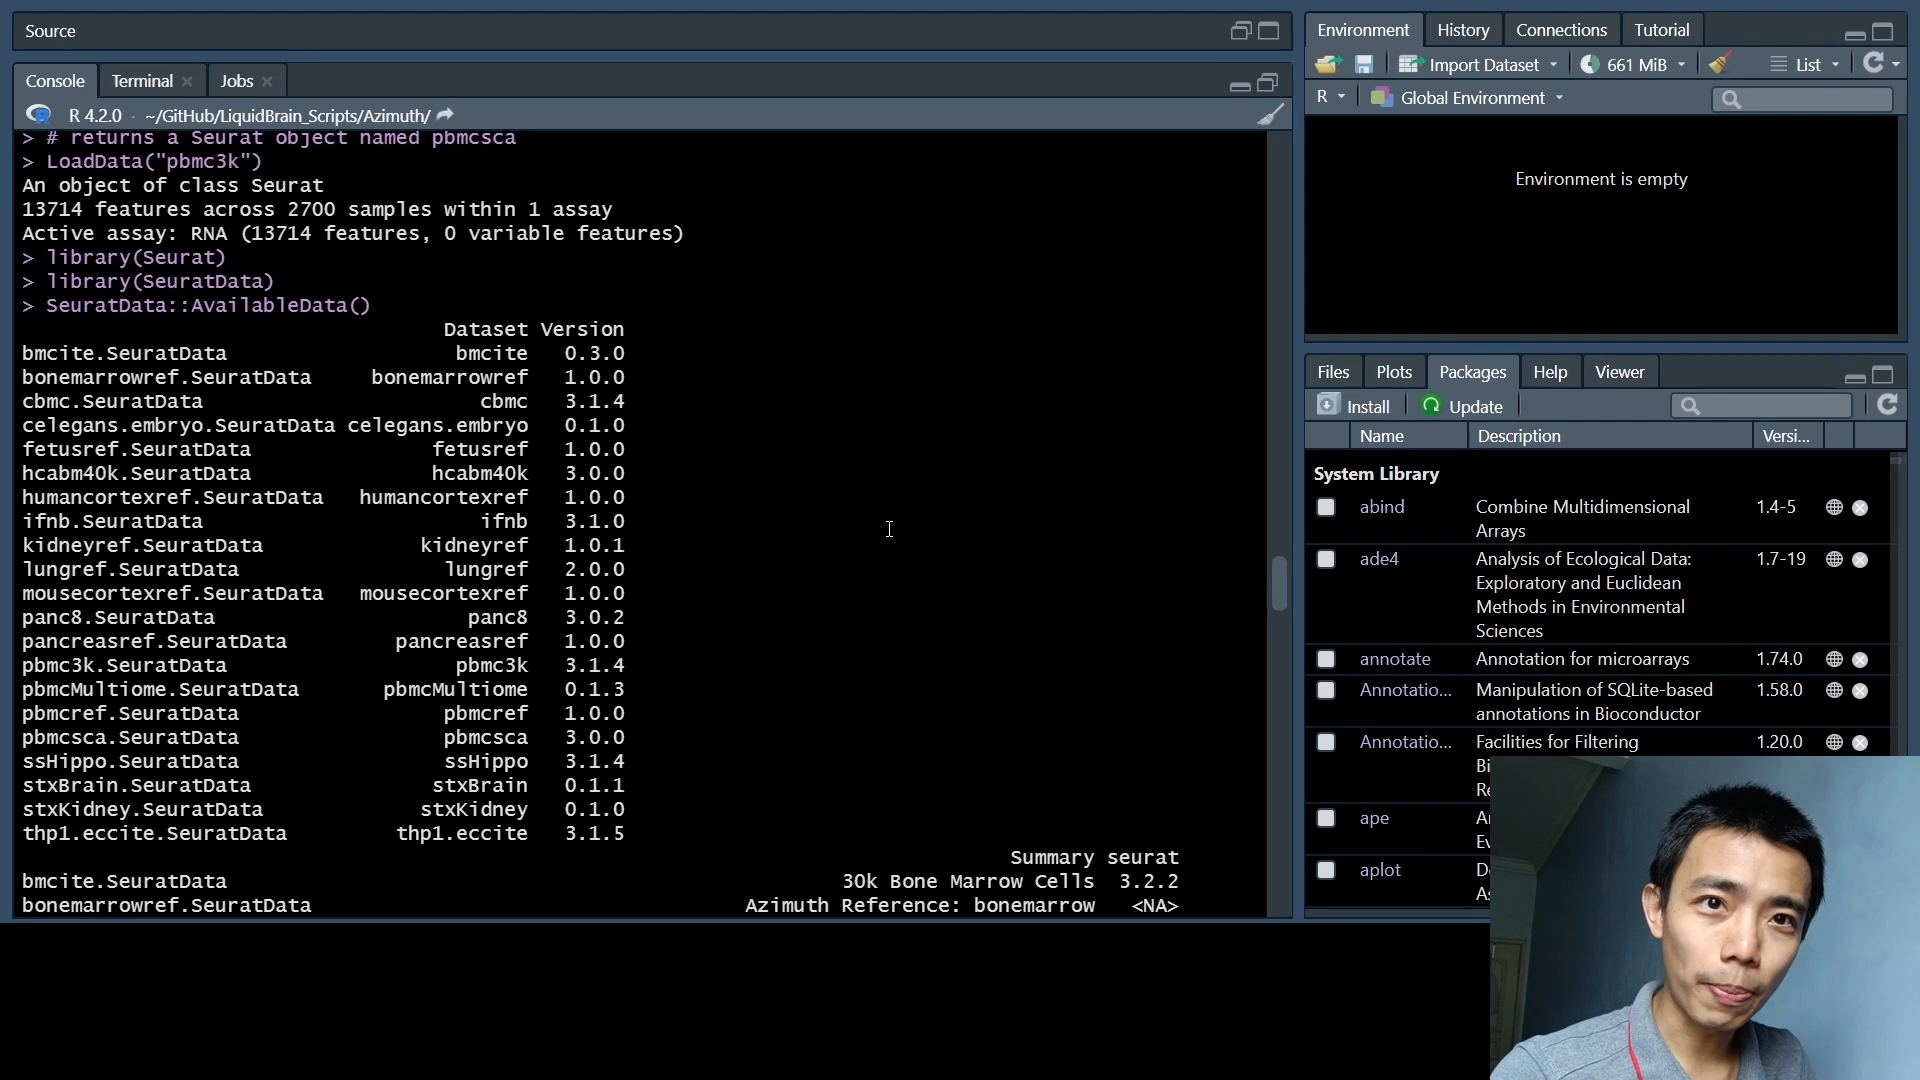 Source
Console
Terminal
Jobs
R 4.2.0 · ~/GitHub/LiquidBrain_Scripts/Azimuth/
> # returns a Seurat object named pbmcsca
> LoadData("pbmc3k")
An object of class Seurat
13714 features across 2700 samples within 1 assay
Active assay: RNA (13714 features, 0 variable features)
> library(Seurat)
> library(SeuratData)
> SeuratData::AvailableData()
Dataset Version
bmcite.SeuratData bmcite 0.3.0
bonemarrowref.SeuratData bonemarrowref 1.0.0
cbmc.SeuratData cbmc 3.1.4
celegans.embryo.SeuratData celegans.embryo 0.1.0
fetusref.SeuratData fetusref 1.0.0
hcabm40k.SeuratData hcabm40k 3.0.0
humancortexref.SeuratData humancortexref 1.0.0
ifnb.SeuratData ifnb 3.1.0
kidneyref.SeuratData kidneyref 1.0.1
lungref.SeuratData lungref 2.0.0
mousecortexref.SeuratData mousecortexref 1.0.0
panc8.SeuratData panc8 3.0.2
pancreasref.SeuratData pancreasref 1.0.0
pbmc3k.SeuratData pbmc3k 3.1.4
pbmcMultiome.SeuratData pbmcMultiome 0.1.3
pbmcref.SeuratData pbmcref 1.0.0
pbmcsca.SeuratData pbmcsca 3.0.0
ssHippo.SeuratData ssHippo 3.1.4
stxBrain.SeuratData stxBrain 0.1.1
stxKidney.SeuratData stxKidney 0.1.0
thp1.eccite.SeuratData thp1.eccite 3.1.5
Summary seurat
bmcite.SeuratData 30k Bone Marrow Cells 3.2.2
bonemarrowref.SeuratData Azimuth Reference: bonemarrow <NA>
Environment
History
Connections
Tutorial
Import Dataset
661 MiB
List
R
Global Environment
Environment is empty
Files
Plots
Packages
Help
Viewer
Install
Update
Name Description Versi...
System Library
abind Combine Multidimensional 1.4-5
Arrays
ade4 Analysis of Ecological Data: 1.7-19
Exploratory and Euclidean
Methods in Environmental
Sciences
annotate Annotation for microarrays 1.74.0
Annotatio... Manipulation of SQLite-based 1.58.0
annotations in Bioconductor
Annotatio... Facilities for Filtering 1.20.0
Bi
Re
ape
Ev
aplot D
As